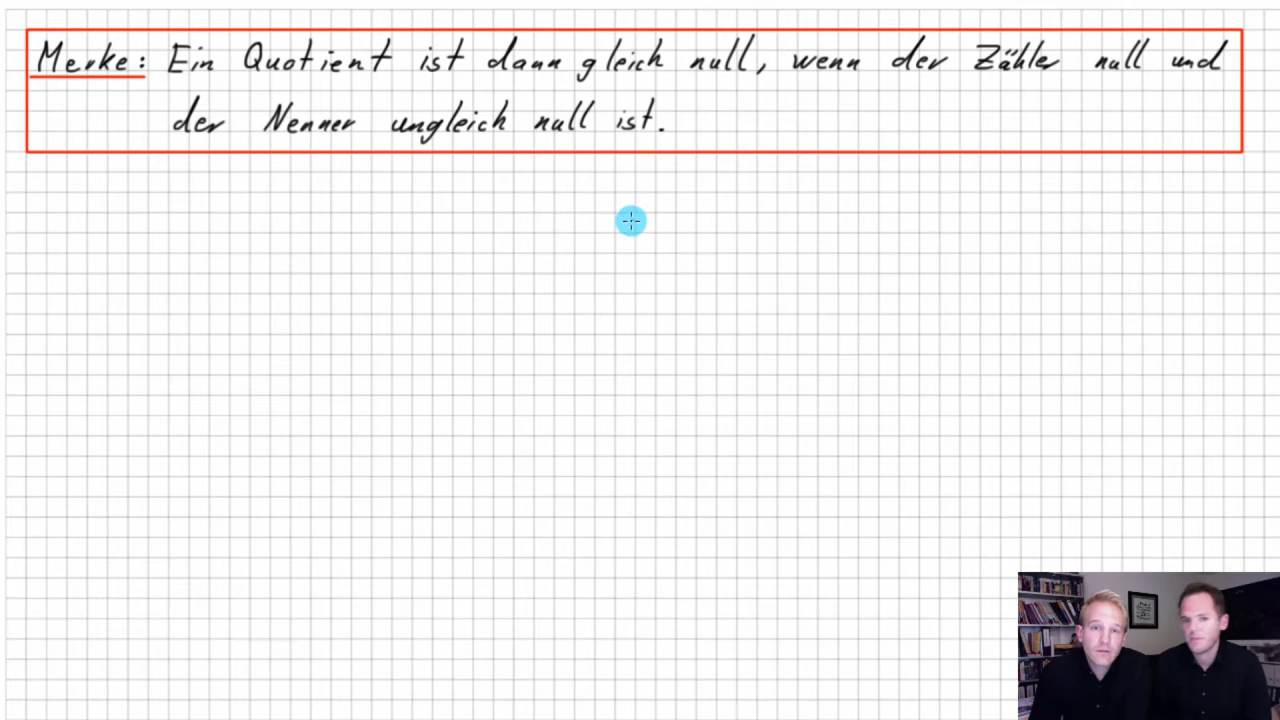 Merke: Ein Quotient ist dann gleich null, wenn der Zähler null und
der Nenner ungleich null ist.